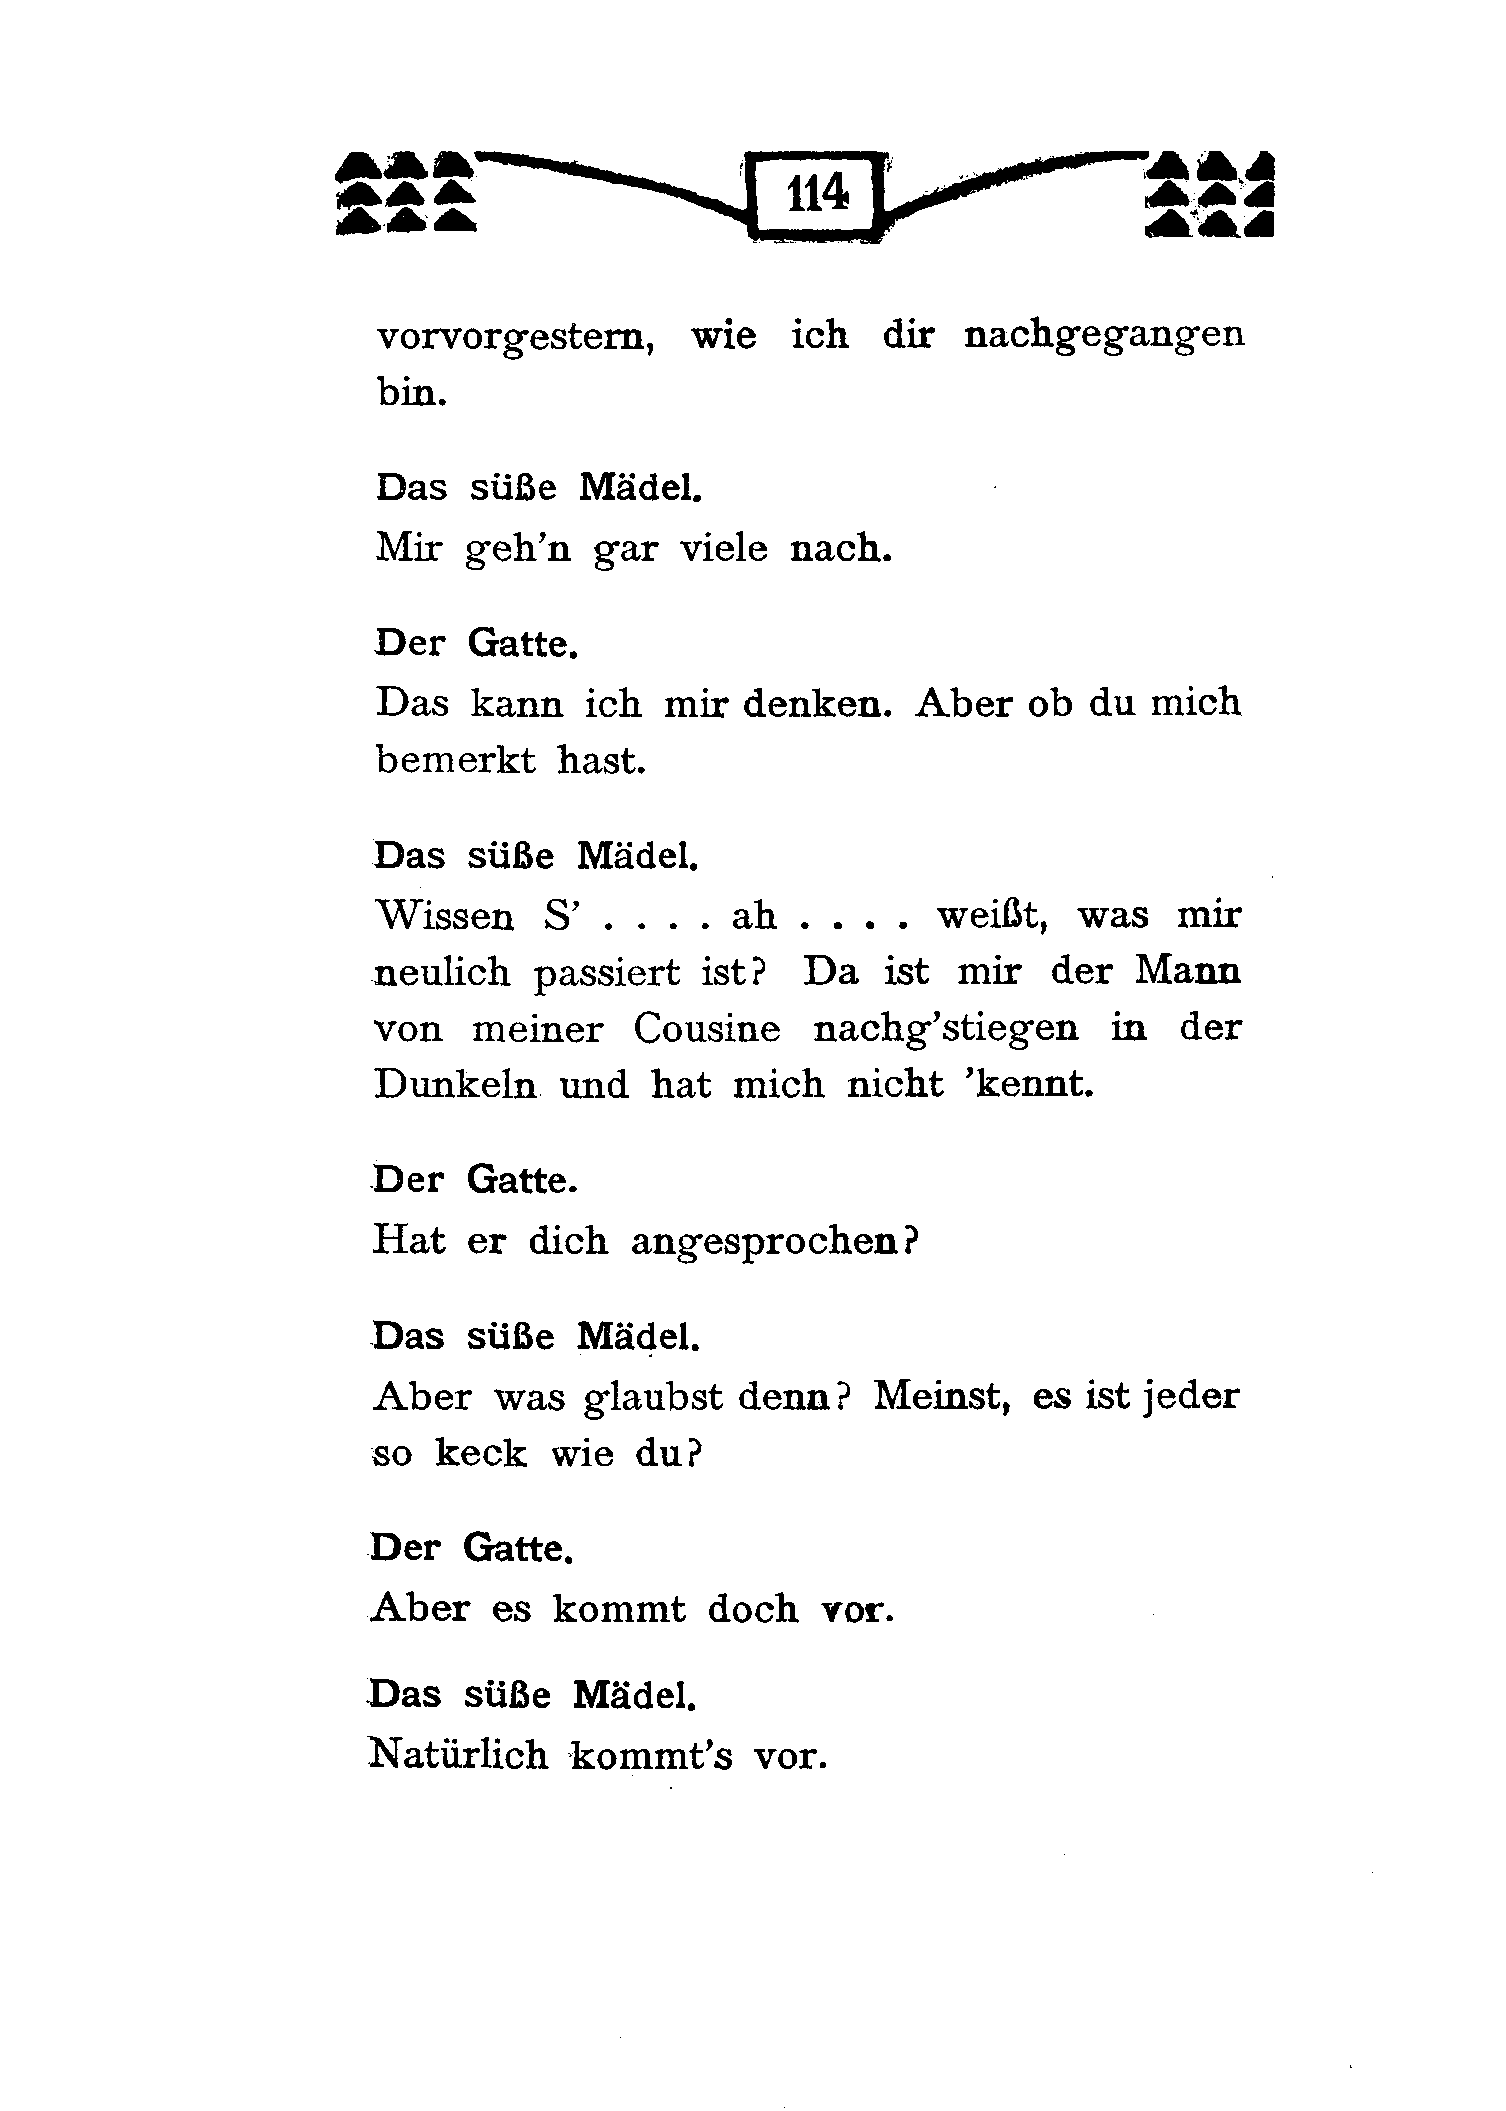 114
vorvorgestern, wie ich dir nachgegangen
bin.
Das süße Mädel.
Mir geh’n gar viele nach.
Der Gatte.
Das kann ich mir denken. Aber ob du mich
bemerkt hast.
Das süße Mädel.
Wissen S’ . . . . ah . . . . weißt, was mir
neulich passiert ist? Da ist mir der Mann
von meiner Cousine nachg’stiegen in der
Dunkeln und hat mich nicht ’kennt.
Der Gatte.
Hat er dich angesprochen?
Das süße Mädel.
Aber was glaubst denn? Meinst, es ist jeder
so keck wie du?
Der Gatte.
Aber es kommt doch vor.
Das süße Mädel.
Natürlich kommt’s vor.